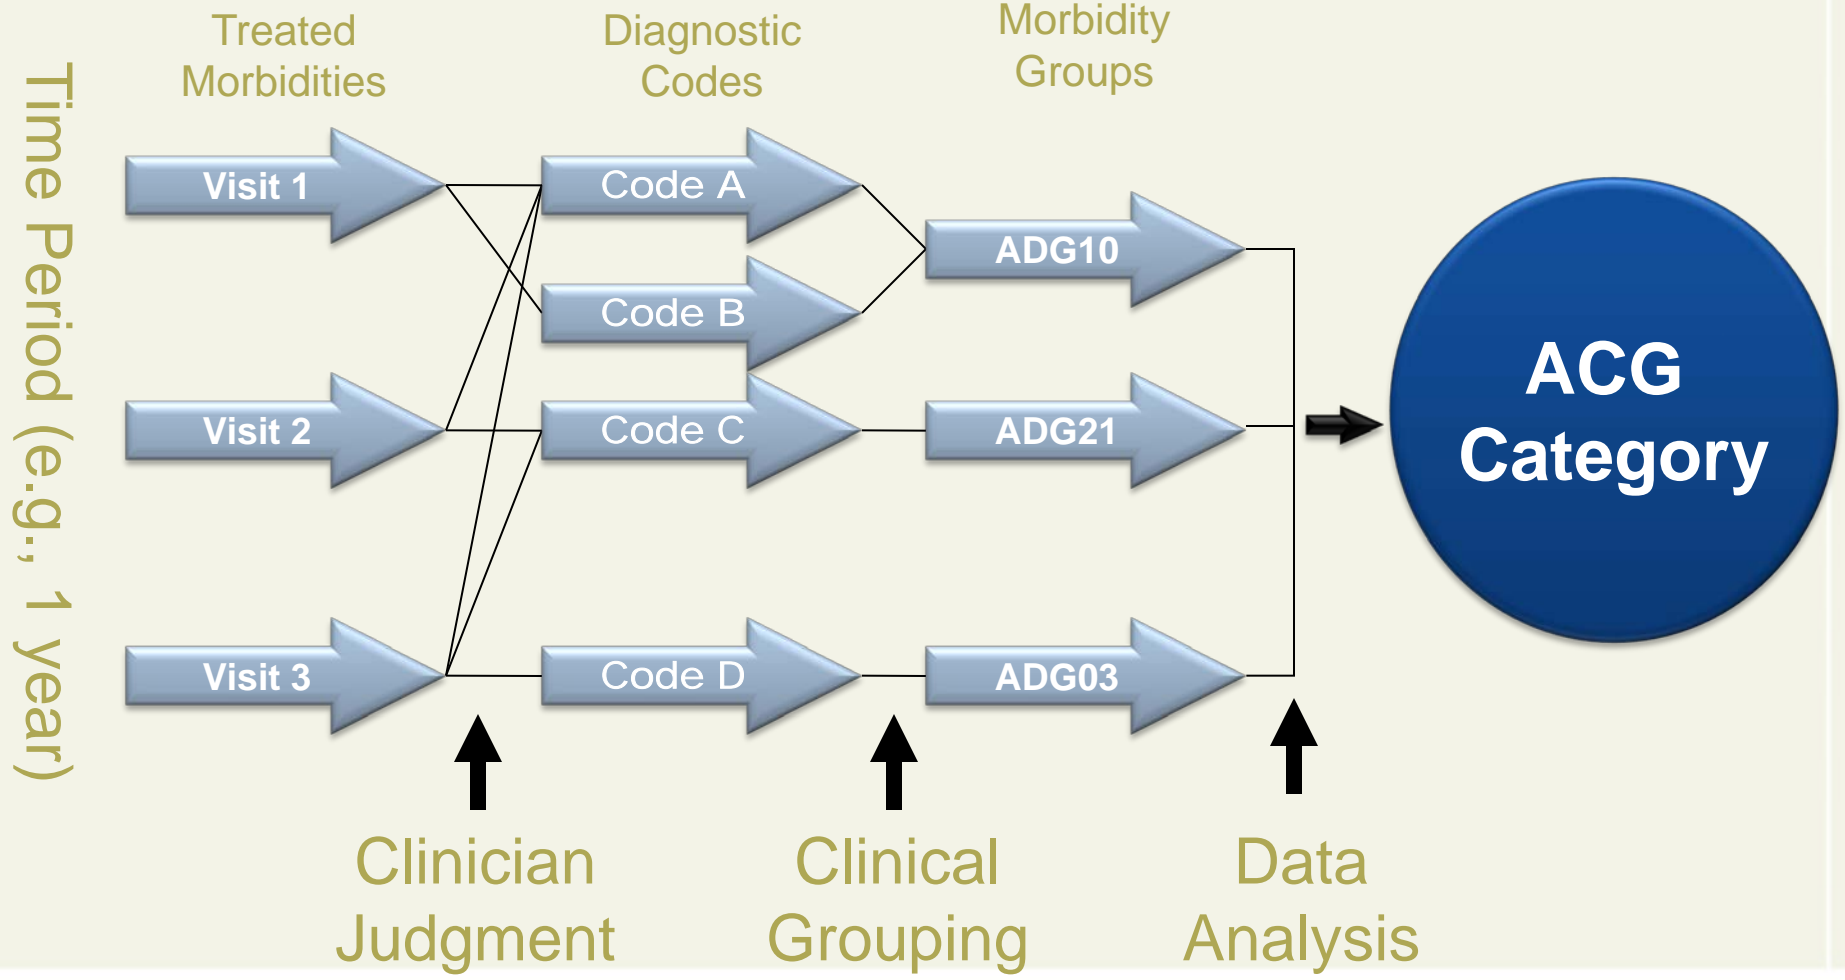 Treated
Morbidities
Diagnostic
Codes
Morbidity
Groups
Time Period (e.g., 1 year)
Visit 1
Code A
ADG10
Code B
Visit 2
Code C
ADG21
Visit 3
Code D
ADG03
ACG
Category
Clinician
Judgment
Clinical
Grouping
Data
Analysis